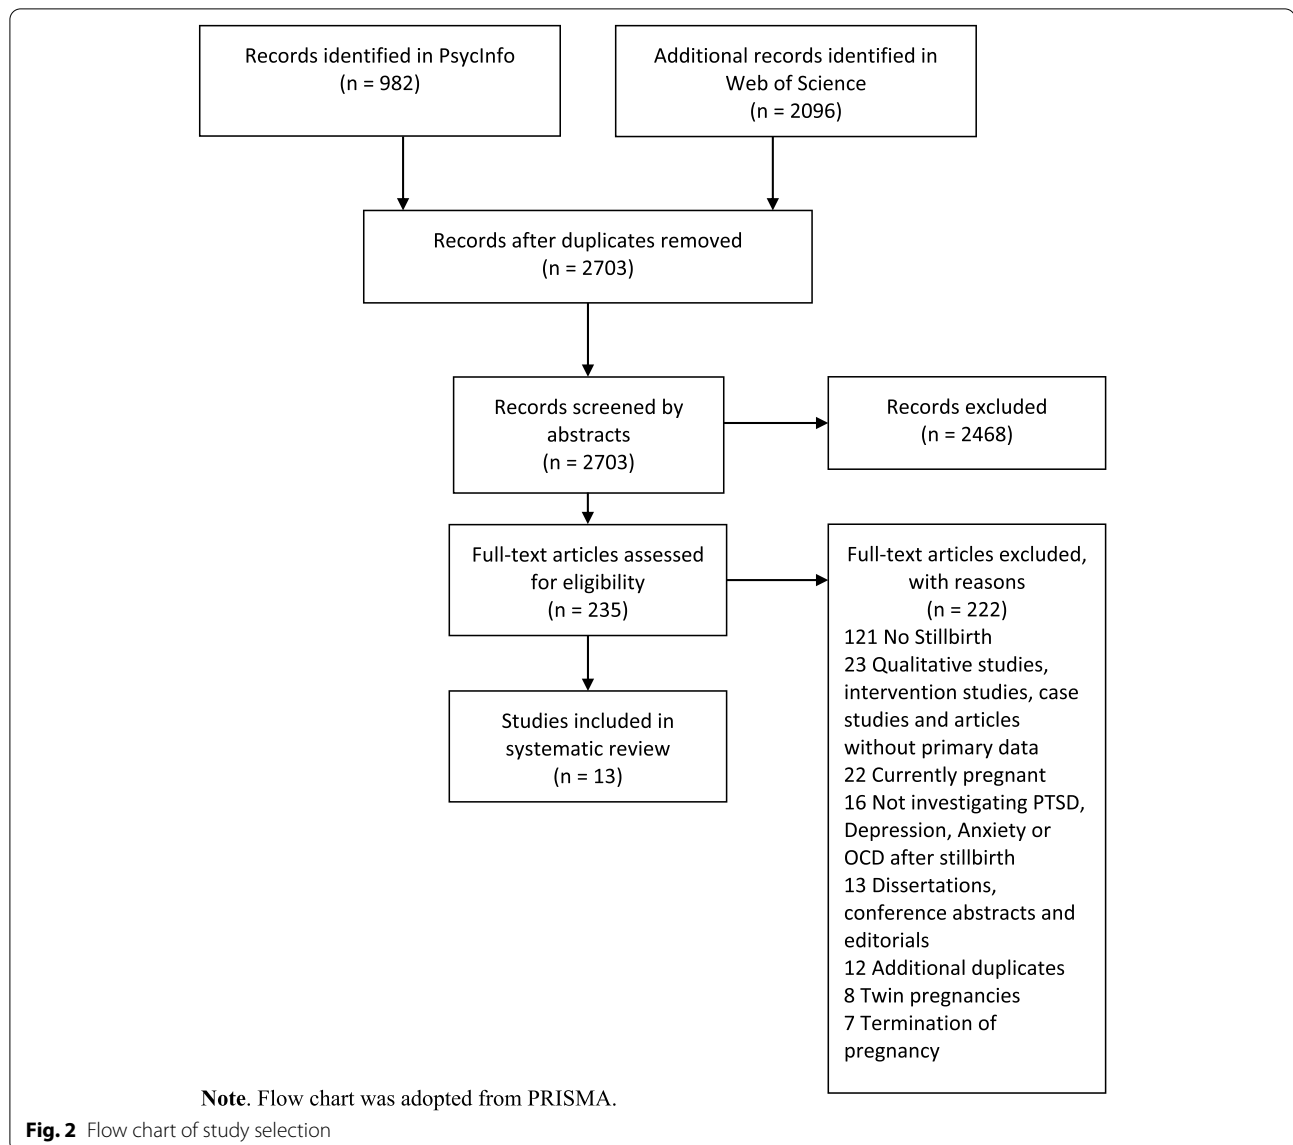 Records identified in PsycInfo
(n = 982)
Additional records identified in
Web of Science
(n = 2096)
Records after duplicates removed
(n = 2703)
Records screened by
abstracts
(n = 2703)
Records excluded
(n = 2468)
Full-text articles assessed
for eligibility
(n = 235)
Full-text articles excluded,
with reasons
(n = 222)
121 No Stillbirth
23 Qualitative studies,
intervention studies, case
studies and articles
without primary data
22 Currently pregnant
16 Not investigating PTSD,
Depression, Anxiety or
OCD after stillbirth
13 Dissertations,
conference abstracts and
editorials
12 Additional duplicates
8 Twin pregnancies
7 Termination of
pregnancy
Studies included in
systematic review
(n = 13)
Note. Flow chart was adopted from PRISMA.
Fig. 2 Flow chart of study selection